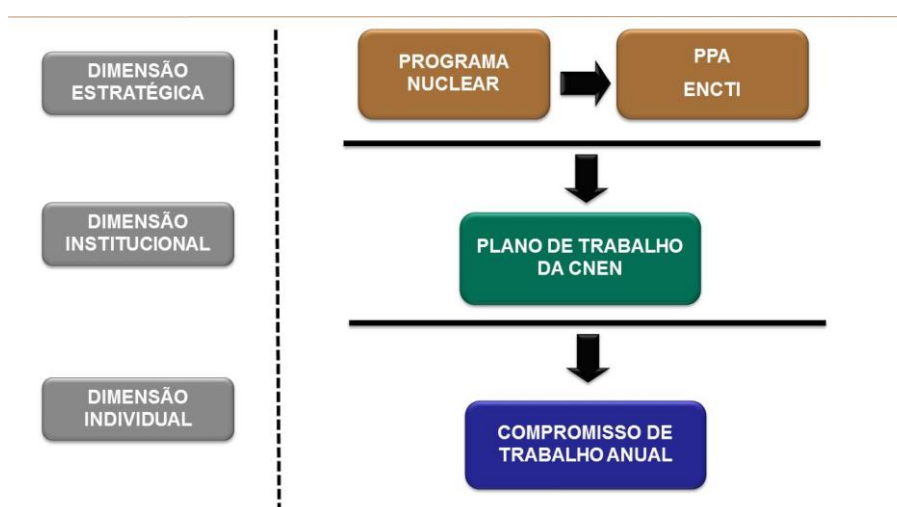 DIMENSÃO
ESTRATÉGICA
PROGRAMA
NUCLEAR
PPA
ENCTI
DIMENSÃO
INSTITUCIONAL
PLANO DE TRABALHO
DA CNEN
DIMENSÃO
INDIVIDUAL
COMPROMISSO DE
TRABALHO ANUAL